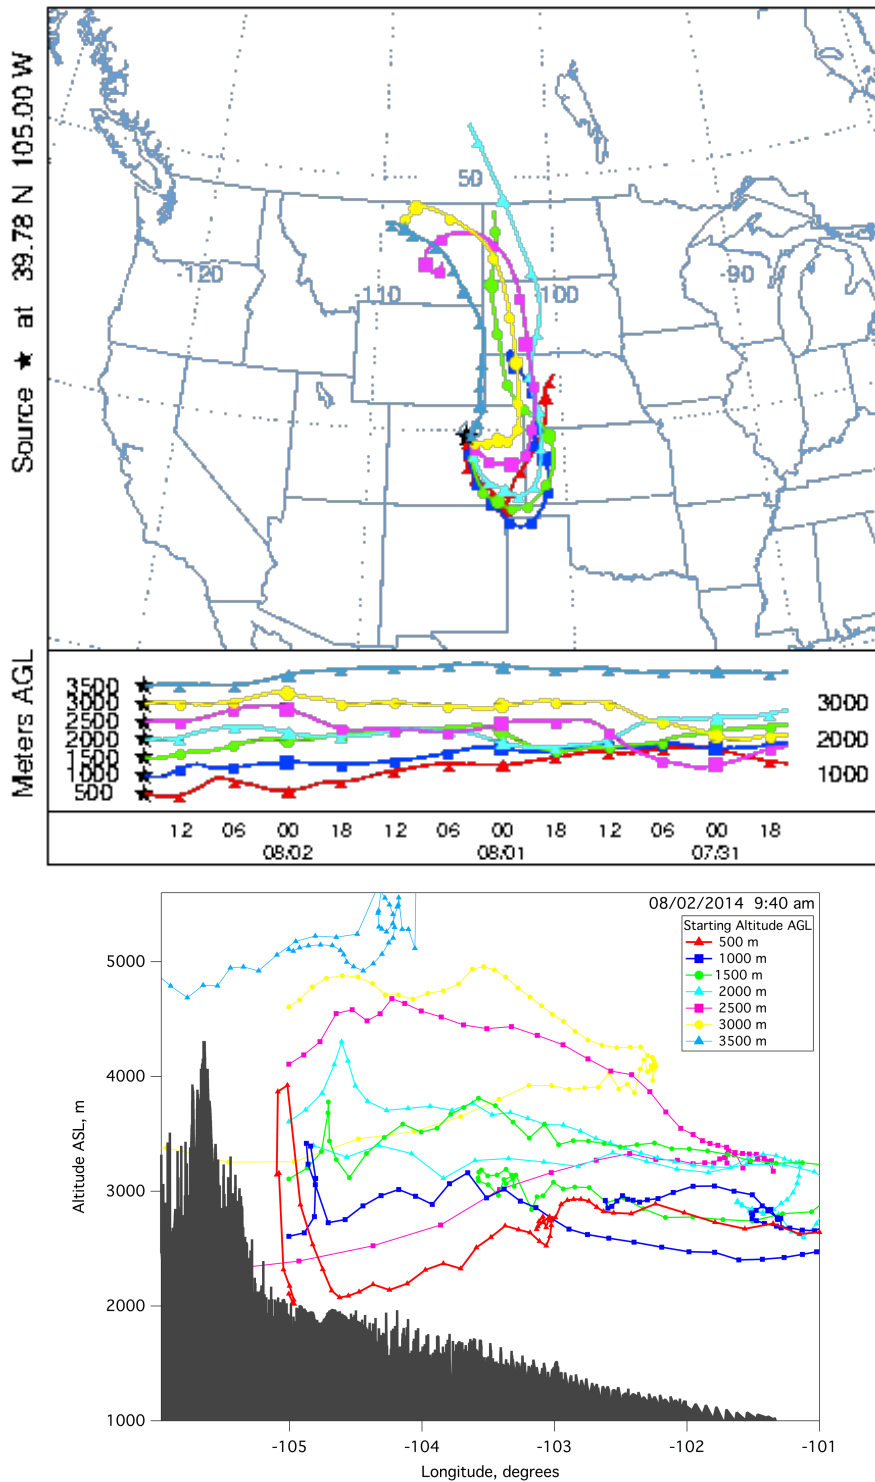 Source ★ at 39.78 N 105.00 W
50
-120
-110
100
-90
Meters AGL
3500
3000
2500
2000
1500
1000
500
3000
2000
1000
12 06 00 18 12 06 00 18 12 06 00 18
08/02 08/01 07/31
08/02/2014 9:40 am
Starting Altitude AGL
500 m
1000 m
1500 m
2000 m
2500 m
3000 m
3500 m
Altitude ASL, m
5000
4000
3000
2000
1000
-105 -104 -103 -102 -101
Longitude, degrees